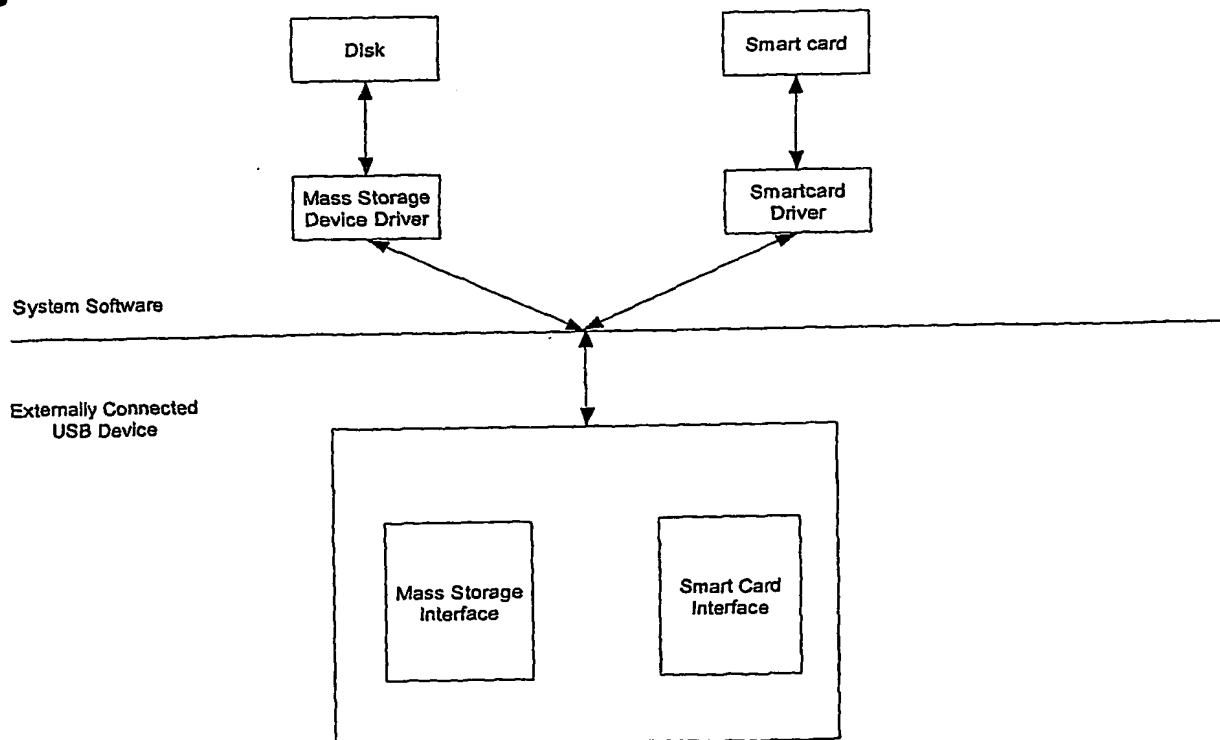 Disk
Smart card
Mass Storage
Device Driver
Smartcard
Driver
System Software
Externally Connected
USB Device
Mass Storage
Interface
Smart Card
Interface